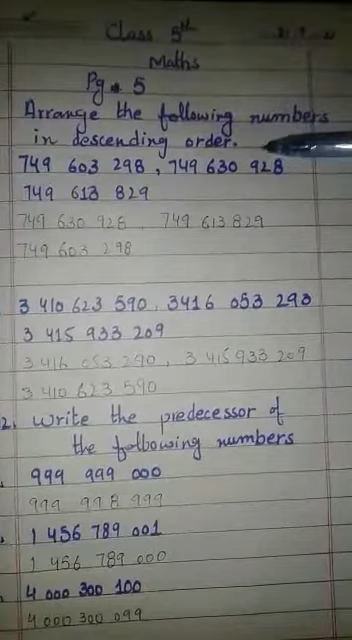 Class 5th
Maths
Pg. 5
Arrange the following numbers
in descending order.
749 603 298, 749 630 928
749 613 829
749 630 928, 749 613 829
749 603 298
3 410 623 590, 3416 053 290
3 415 933 209
3 416 053 290, 3 415 933 209
3 410 623 590
2. Write the predecessor of
the following numbers
999 999 000
999 998 999
1 456 789 001
1 456 789 000
4 000 300 100
4 000 300 099